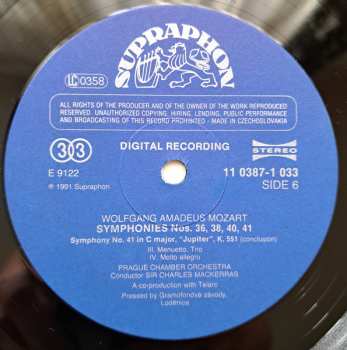 SUPRAPHON
LC 0358
ALL RIGHTS OF THE PRODUCER AND OF THE OWNER OF THE WORK REPRODUCED
RESERVED. UNAUTHORIZED COPYING, HIRING, LENDING, PUBLIC PERFORMANCE
AND BROADCASTING OF THIS RECORD PROHIBITED - MADE IN CZECHOSLOVAKIA
33
DIGITAL RECORDING
STEREO
E 9122
11 0387-1 033
℗ 1991 Supraphon
SIDE 6
WOLFGANG AMADEUS MOZART
SYMPHONIES Nos. 36, 38, 40, 41
Symphony No. 41 in C major, "Jupiter", K. 551 (conclusion)
III. Menuetto, Trio
IV. Molto allegro
PRAGUE CHAMBER ORCHESTRA
Conductor SIR CHARLES MACKERRAS
A co-production with Telarc
Pressed by Gramofonové závody,
Loděnice